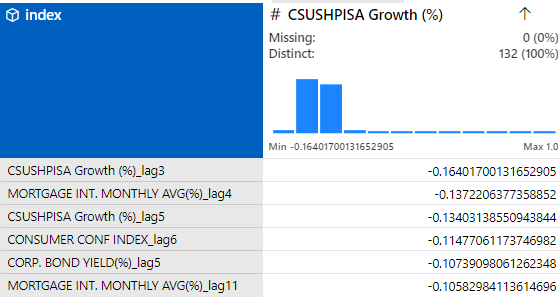 index
# CSUSHPISA Growth (%) ↑
Missing: 0 (0%)
Distinct: 132 (100%)
Min -0.16401700131652905 Max 1.0
CSUSHPISA Growth (%)_lag3 -0.16401700131652905
MORTGAGE INT. MONTHLY AVG(%)_lag4 -0.1372206377358852
CSUSHPISA Growth (%)_lag5 -0.13403138550943844
CONSUMER CONF INDEX_lag6 -0.11477061173746982
CORP. BOND YIELD(%)_lag5 -0.10739098061262348
MORTGAGE INT. MONTHLY AVG(%)_lag11 -0.10582984113614696